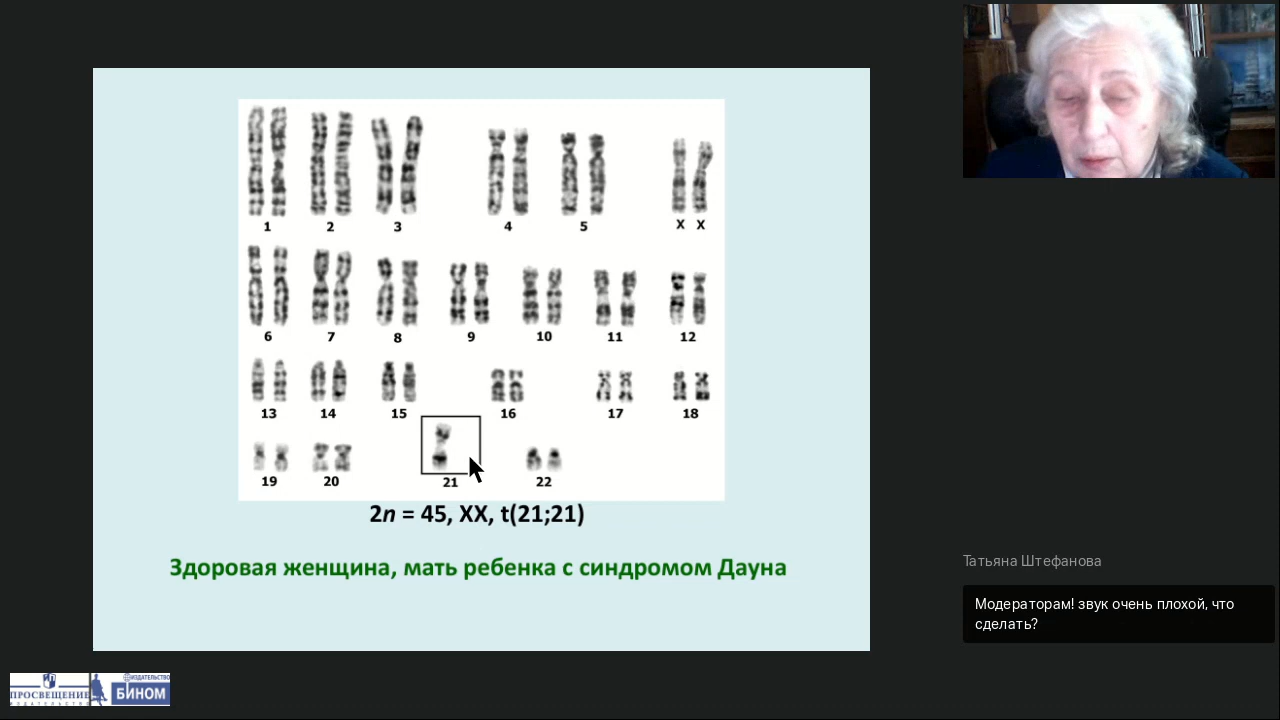 1 2 3 4 5 X X
6 7 8 9 10 11 12
13 14 15 16 17 18
19 20 21 22
2n = 45, XX, t(21;21)
Здоровая женщина, мать ребенка с синдромом Дауна
Татьяна Штефанова
Модераторам! звук очень плохой, что
сделать?
ПРОСВЕЩЕНИЕ
ИЗДАТЕЛЬСТВО
ИЗДАТЕЛЬСТВО
БИНОМ